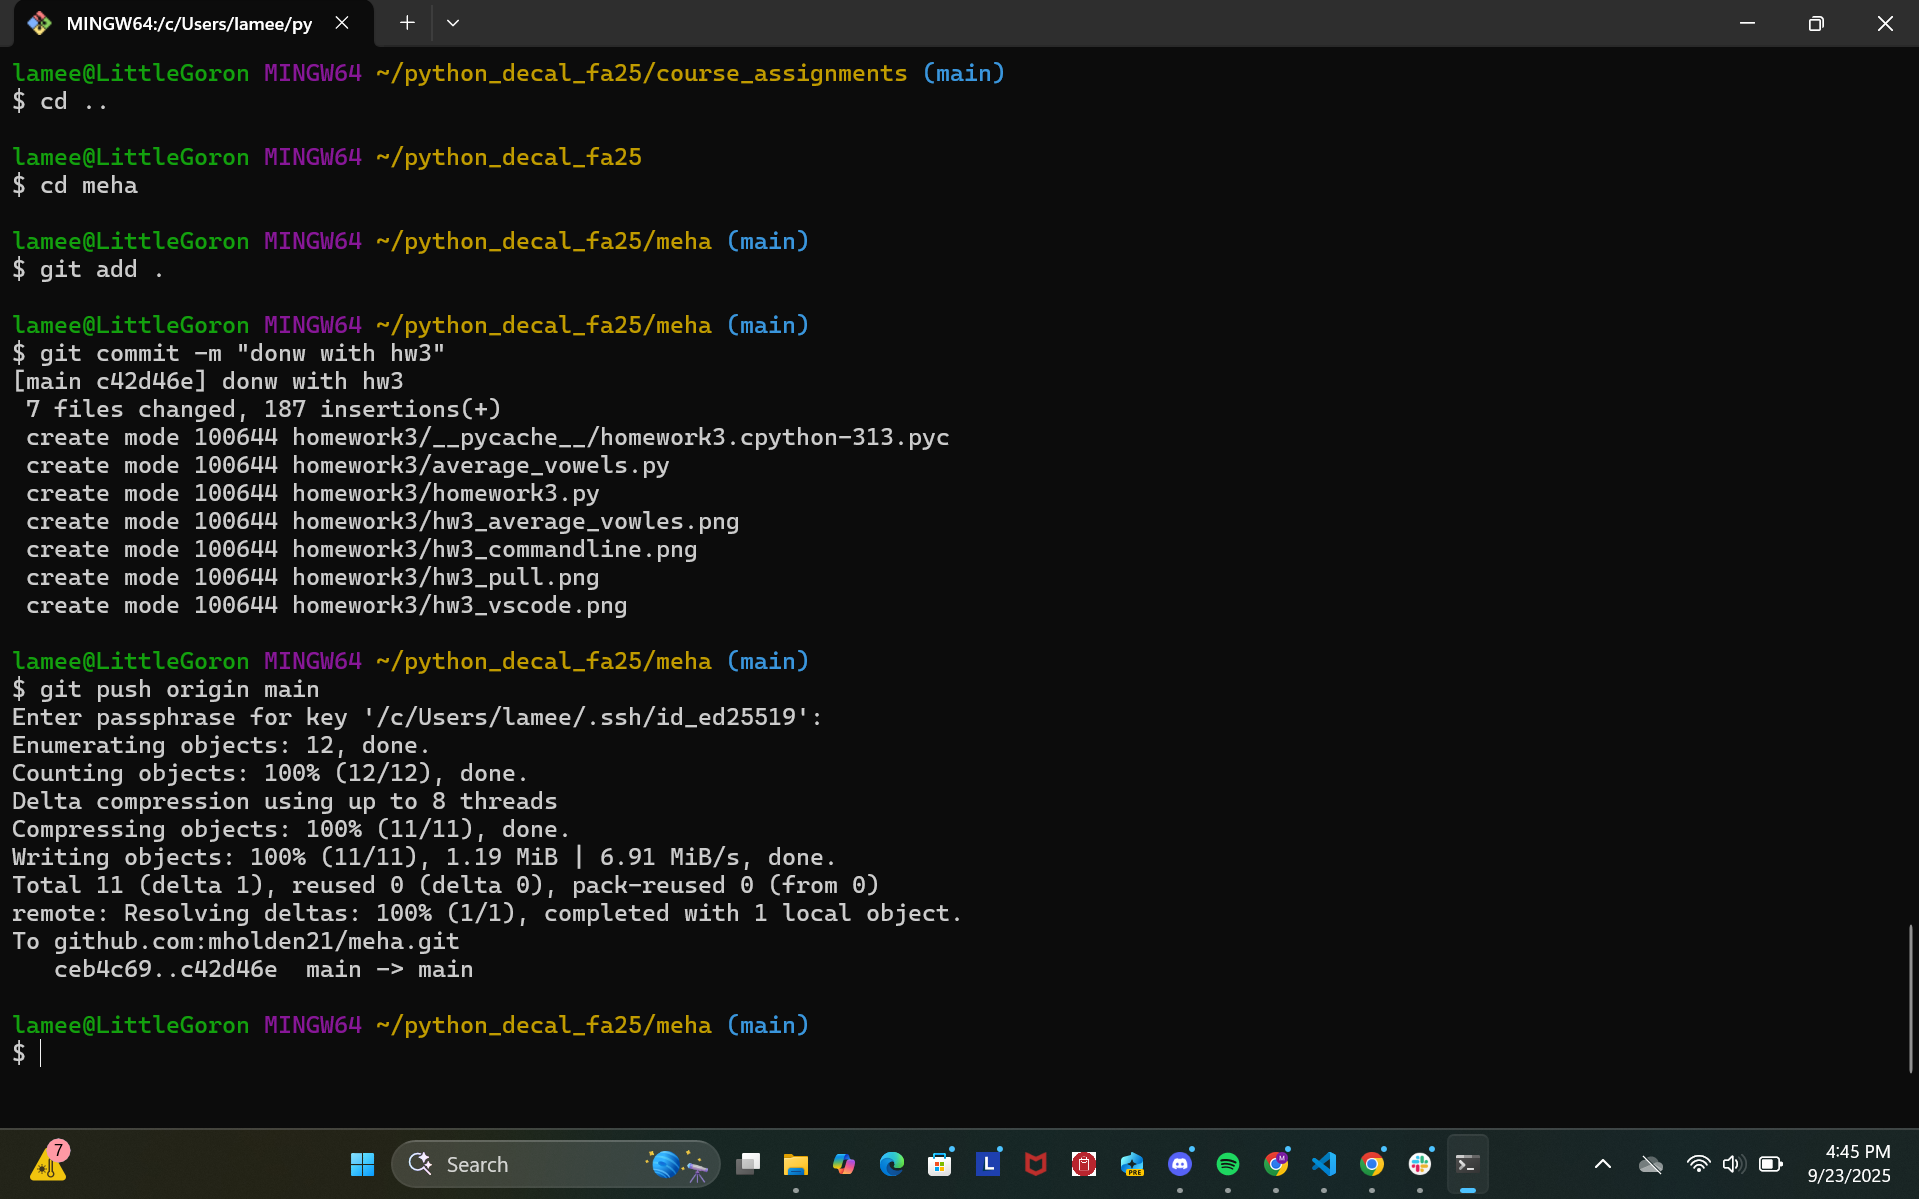 MINGW64:/c/Users/lamee/py
lamee@LittleGoron MINGW64 ~/python_decal_fa25/course_assignments (main)
$ cd ..
lamee@LittleGoron MINGW64 ~/python_decal_fa25
$ cd meha
lamee@LittleGoron MINGW64 ~/python_decal_fa25/meha (main)
$ git add .
lamee@LittleGoron MINGW64 ~/python_decal_fa25/meha (main)
$ git commit -m "donw with hw3"
[main c42d46e] donw with hw3
7 files changed, 187 insertions(+)
create mode 100644 homework3/__pycache__/homework3.cpython-313.pyc
create mode 100644 homework3/average_vowels.py
create mode 100644 homework3/homework3.py
create mode 100644 homework3/hw3_average_vowles.png
create mode 100644 homework3/hw3_commandline.png
create mode 100644 homework3/hw3_pull.png
create mode 100644 homework3/hw3_vscode.png
lamee@LittleGoron MINGW64 ~/python_decal_fa25/meha (main)
$ git push origin main
Enter passphrase for key '/c/Users/lamee/.ssh/id_ed25519':
Enumerating objects: 12, done.
Counting objects: 100% (12/12), done.
Delta compression using up to 8 threads
Compressing objects: 100% (11/11), done.
Writing objects: 100% (11/11), 1.19 MiB | 6.91 MiB/s, done.
Total 11 (delta 1), reused 0 (delta 0), pack-reused 0 (from 0)
remote: Resolving deltas: 100% (1/1), completed with 1 local object.
To github.com:mholden21/meha.git
ceb4c69..c42d46e  main -> main
lamee@LittleGoron MINGW64 ~/python_decal_fa25/meha (main)
$
7
Search
L
PRE
M
4:45 PM
9/23/2025